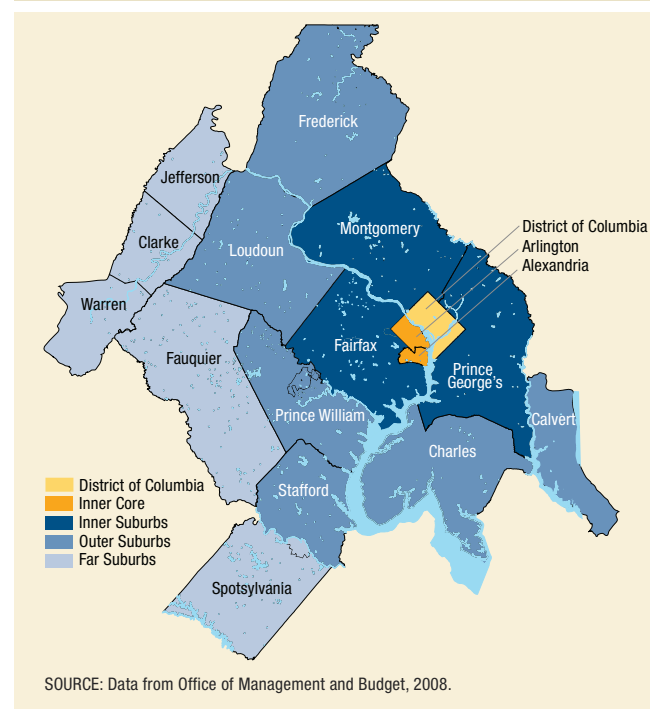 Frederick
Jefferson
Montgomery
District of Columbia
Clarke
Loudoun
Arlington
Alexandria
Warren
Fairfax
Fauquier
Prince
George's
Prince William
Calvert
Charles
Stafford
District of Columbia
Inner Core
Inner Suburbs
Outer Suburbs
Far Suburbs
Spotsylvania
SOURCE: Data from Office of Management and Budget, 2008.